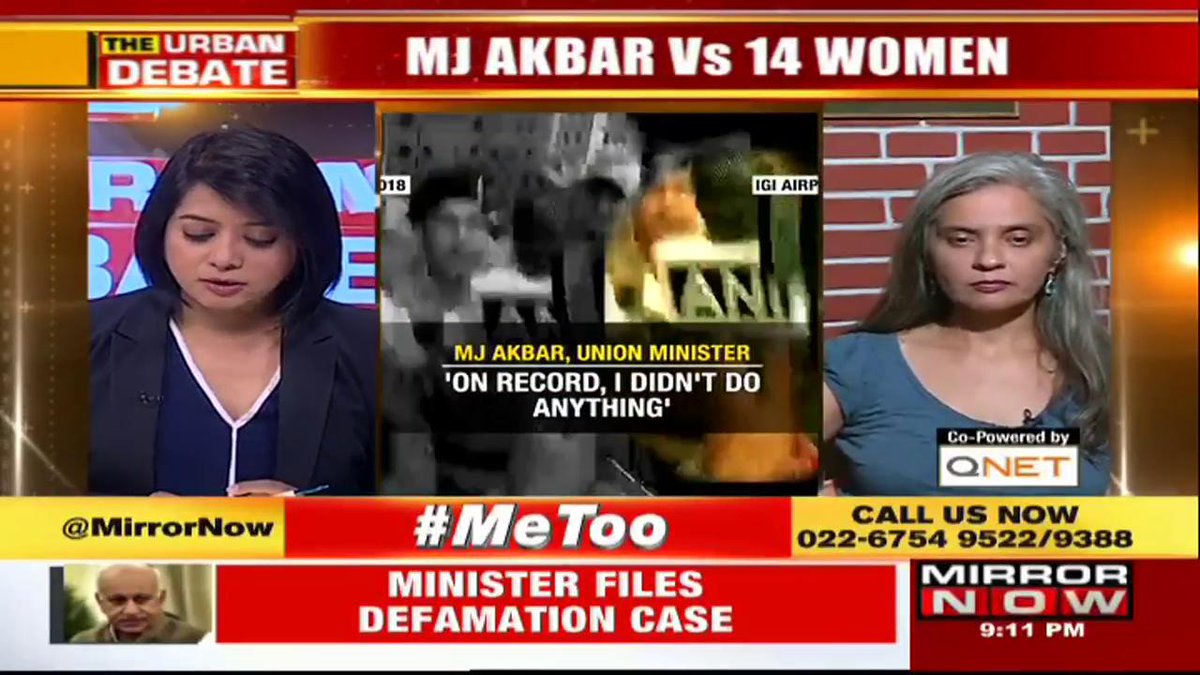 THE URBAN
DEBATE
MJ AKBAR Vs 14 WOMEN
018
IGI AIRP
ANI
MJ AKBAR, UNION MINISTER
'ON RECORD, I DIDN'T DO
ANYTHING'
Co-Powered by
QNET
@MirrorNow
#MeToo
CALL US NOW
022-6754 9522/9388
MINISTER FILES
DEFAMATION CASE
MIRROR
NOW
9:11 PM